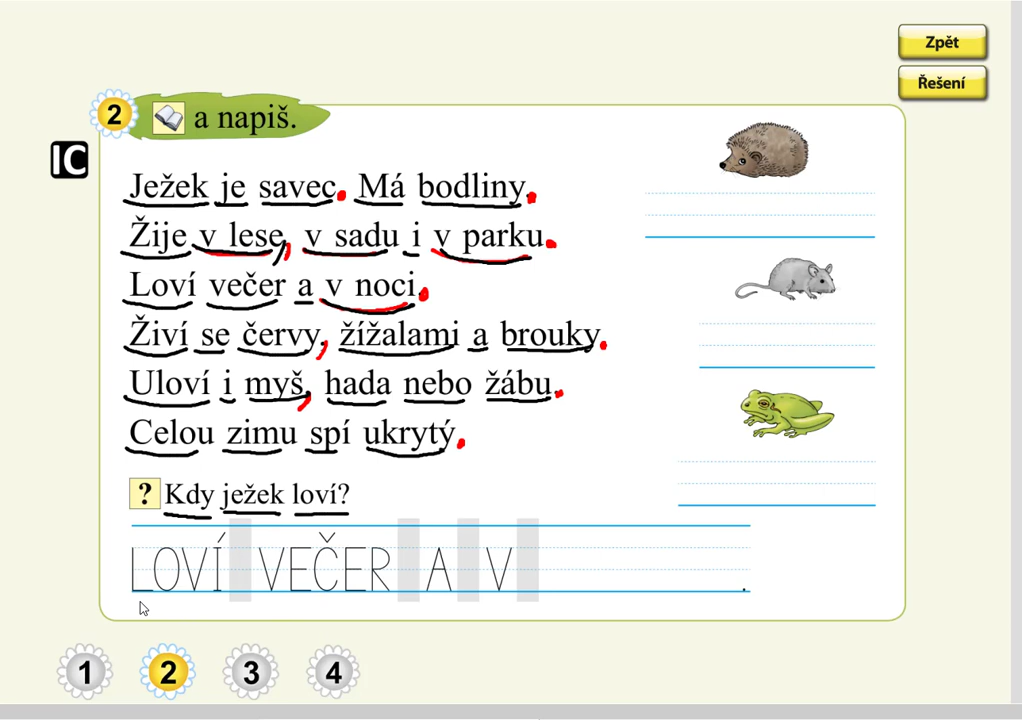 Zpět
Řešení
2 a napiš.
IC
Ježek je savec. Má bodliny.
Žije v lese, v sadu i v parku.
Loví večer a v noci.
Živí se červy, žížalami a brouky.
Uloví i myš, hada nebo žábu.
Celou zimu spí ukrytý.
? Kdy ježek loví?
LOVÍ VEČER A V .
1 2 3 4